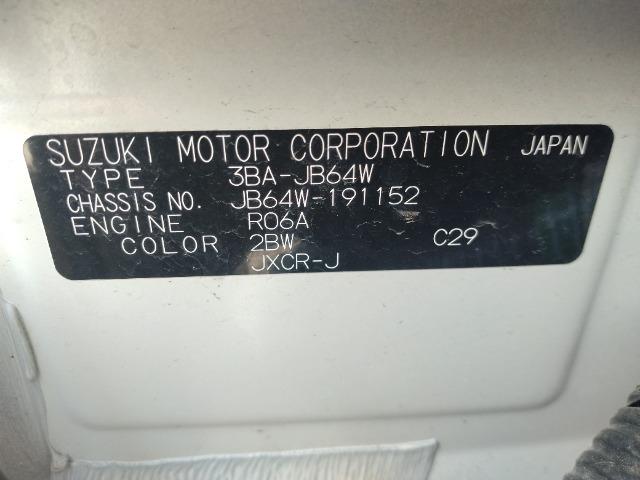 SUZUKI MOTOR CORPORATION JAPAN
TYPE 3BA-JB64W
CHASSIS NO. JB64W-191152
ENGINE R06A
COLOR 2BW C29
JXCR-J